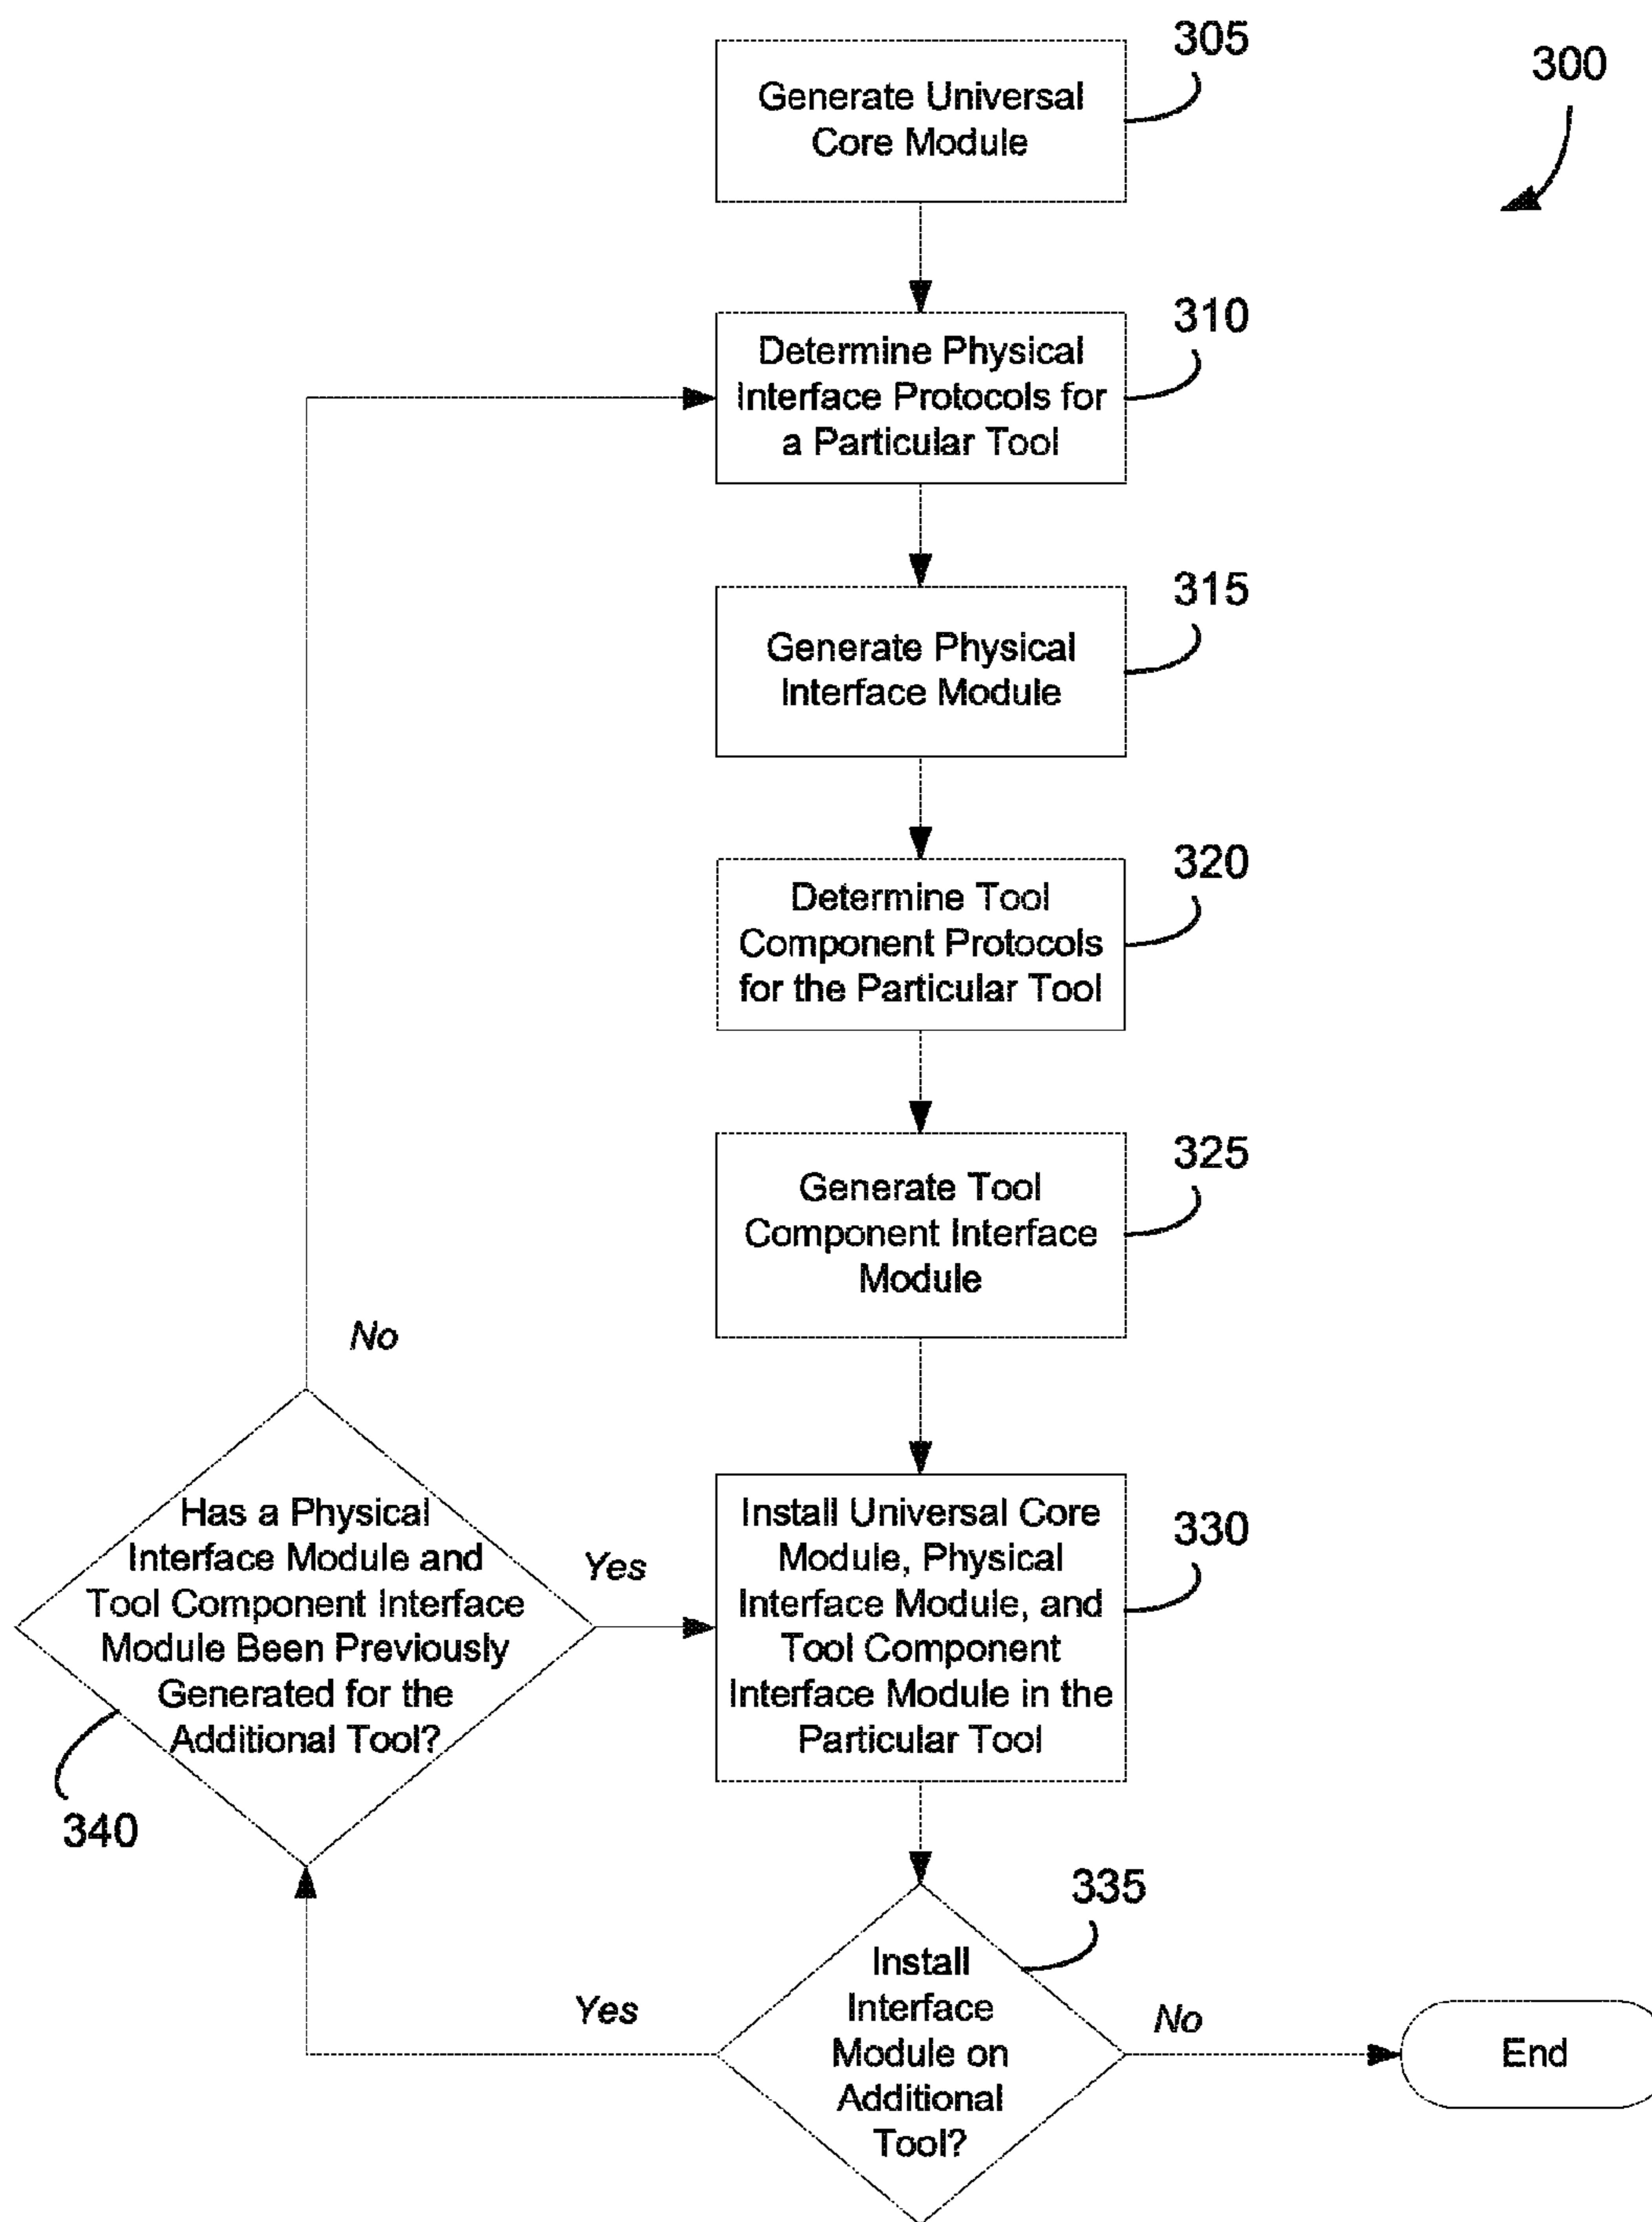 305
300
Generate Universal
Core Module
310
Determine Physical
Interface Protocols for
a Particular Tool
315
Generate Physical
Interface Module
320
Determine Tool
Component Protocols
for the Particular Tool
325
Generate Tool
Component Interface
Module
No
Has a Physical
Interface Module and
Tool Component Interface
Module Been Previously
Generated for the
Additional Tool?
340
Yes
Install Universal Core
Module, Physical
Interface Module, and
Tool Component
Interface Module in the
Particular Tool
330
335
Install
Interface
Module on
Additional
Tool?
Yes
No
End